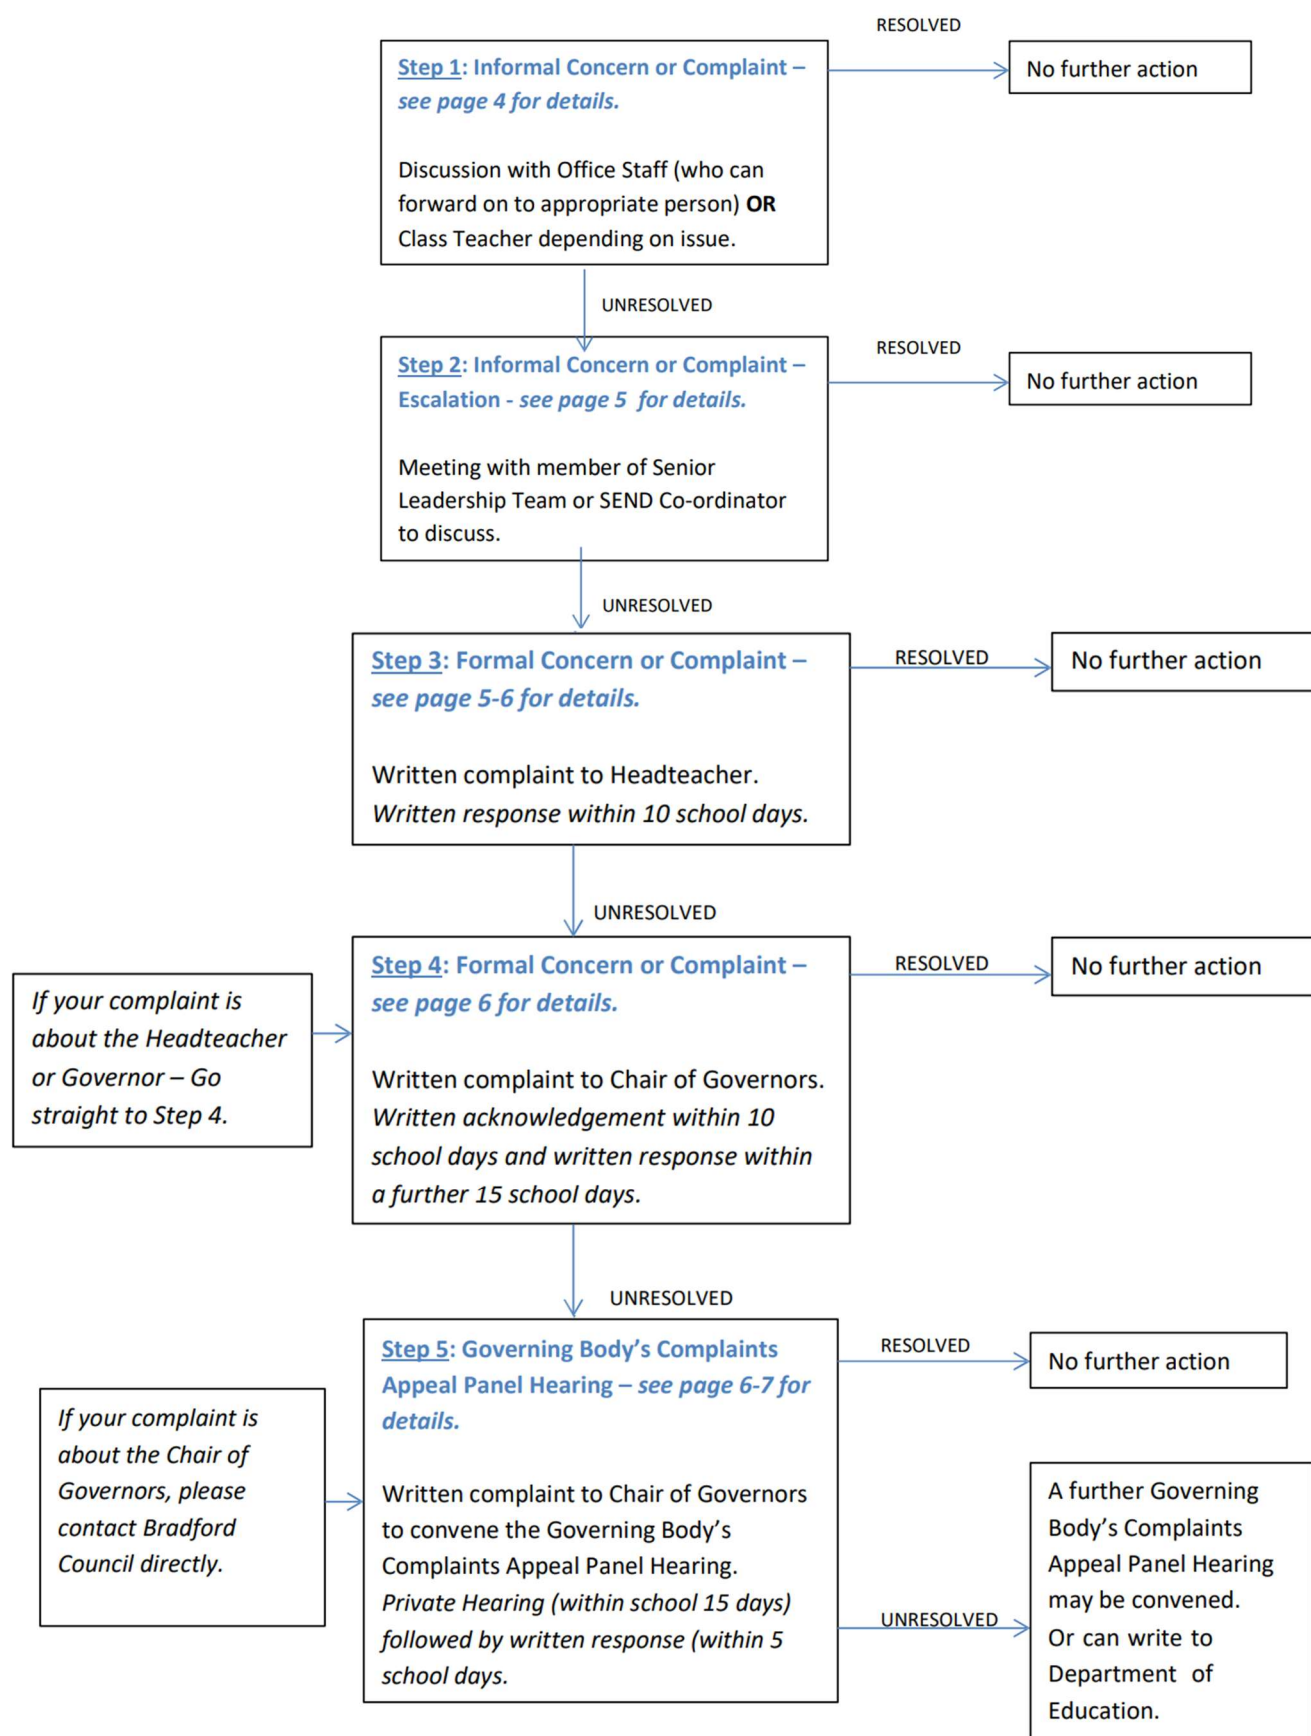 RESOLVED
Step 1: Informal Concern or Complaint –
see page 4 for details.
Discussion with Office Staff (who can
forward on to appropriate person) OR
Class Teacher depending on issue.
No further action
UNRESOLVED
RESOLVED
Step 2: Informal Concern or Complaint –
Escalation - see page 5 for details.
Meeting with member of Senior
Leadership Team or SEND Co-ordinator
to discuss.
No further action
UNRESOLVED
Step 3: Formal Concern or Complaint –
see page 5-6 for details.
Written complaint to Headteacher.
Written response within 10 school days.
RESOLVED
No further action
UNRESOLVED
If your complaint is
about the Headteacher
or Governor – Go
straight to Step 4.
Step 4: Formal Concern or Complaint –
see page 6 for details.
Written complaint to Chair of Governors.
Written acknowledgement within 10
school days and written response within
a further 15 school days.
RESOLVED
No further action
UNRESOLVED
If your complaint is
about the Chair of
Governors, please
contact Bradford
Council directly.
Step 5: Governing Body’s Complaints
Appeal Panel Hearing – see page 6-7 for
details.
Written complaint to Chair of Governors
to convene the Governing Body’s
Complaints Appeal Panel Hearing.
Private Hearing (within school 15 days)
followed by written response (within 5
school days.
RESOLVED
No further action
UNRESOLVED
A further Governing
Body’s Complaints
Appeal Panel Hearing
may be convened.
Or can write to
Department of
Education.